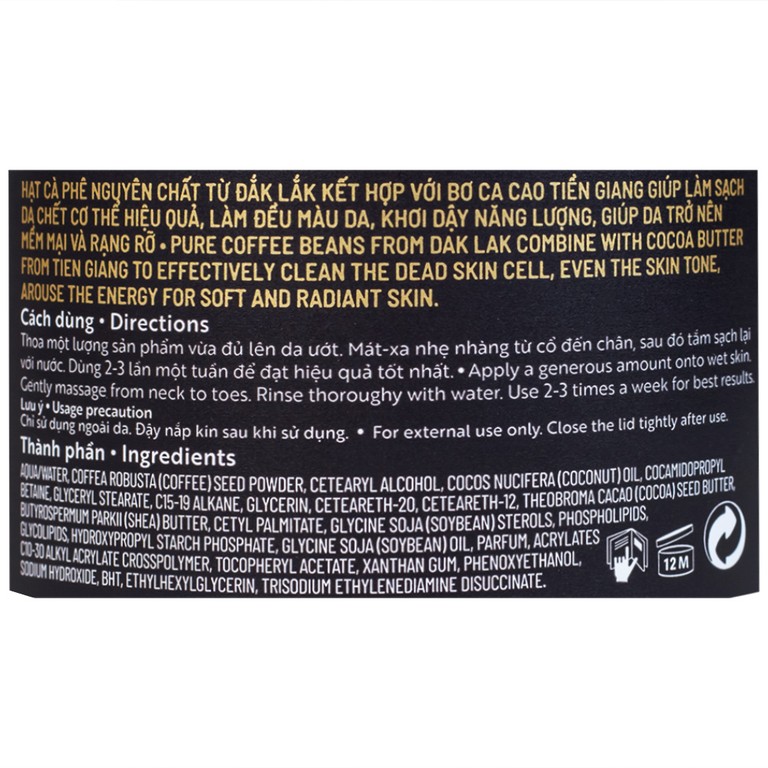 HẠT CÀ PHÊ NGUYÊN CHẤT TỪ ĐẮK LẮK KẾT HỢP VỚI BƠ CA CAO TIỀN GIANG GIÚP LÀM SẠCH
DA CHẾT CƠ THỂ HIỆU QUẢ, LÀM ĐỀU MÀU DA, KHƠI DẬY NĂNG LƯỢNG, GIÚP DA TRỞ NÊN
MỀM MẠI VÀ RẠNG RỠ • PURE COFFEE BEANS FROM DAK LAK COMBINE WITH COCOA BUTTER
FROM TIEN GIANG TO EFFECTIVELY CLEAN THE DEAD SKIN CELL, EVEN THE SKIN TONE,
AROUSE THE ENERGY FOR SOFT AND RADIANT SKIN.
Cách dùng • Directions
Thoa một lượng sản phẩm vừa đủ lên da ướt. Mát-xa nhẹ nhàng từ cổ đến chân, sau đó tắm sạch lại
với nước. Dùng 2-3 lần một tuần để đạt hiệu quả tốt nhất. • Apply a generous amount onto wet skin.
Gently massage from neck to toes. Rinse thoroughy with water. Use 2-3 times a week for best results.
Lưu ý • Usage precaution
Chỉ sử dụng ngoài da. Đậy nắp kín sau khi sử dụng. • For external use only. Close the lid tightly after use.
Thành phần • Ingredients
AQUA/WATER, COFFEA ROBUSTA (COFFEE) SEED POWDER, CETEARYL ALCOHOL, COCOS NUCIFERA (COCONUT) OIL, COCAMIDOPROPYL
BETAINE, GLYCERYL STEARATE, C15-19 ALKANE, GLYCERIN, CETEARETH-20, CETEARETH-12, THEOBROMA CACAO (COCOA) SEED BUTTER,
BUTYROSPERMUM PARKII (SHEA) BUTTER, CETYL PALMITATE, GLYCINE SOJA (SOYBEAN) STEROLS, PHOSPHOLIPIDS,
GLYCOLIPIDS, HYDROXYPROPYL STARCH PHOSPHATE, GLYCINE SOJA (SOYBEAN) OIL, PARFUM, ACRYLATES
C10-30 ALKYL ACRYLATE CROSSPOLYMER, TOCOPHERYL ACETATE, XANTHAN GUM, PHENOXYETHANOL,
SODIUM HYDROXIDE, BHT, ETHYLHEXYLGLYCERIN, TRISODIUM ETHYLENEDIAMINE DISUCCINATE.
12 M